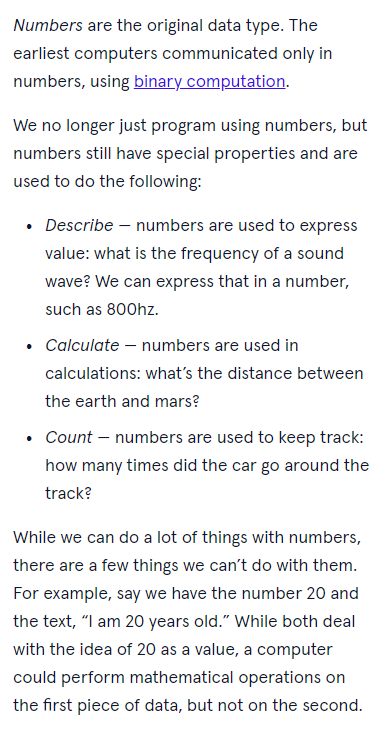 Numbers are the original data type. The
earliest computers communicated only in
numbers, using binary computation.
We no longer just program using numbers, but
numbers still have special properties and are
used to do the following:
• Describe — numbers are used to express
value: what is the frequency of a sound
wave? We can express that in a number,
such as 800hz.
• Calculate — numbers are used in
calculations: what’s the distance between
the earth and mars?
• Count — numbers are used to keep track:
how many times did the car go around the
track?
While we can do a lot of things with numbers,
there are a few things we can’t do with them.
For example, say we have the number 20 and
the text, “I am 20 years old.” While both deal
with the idea of 20 as a value, a computer
could perform mathematical operations on
the first piece of data, but not on the second.